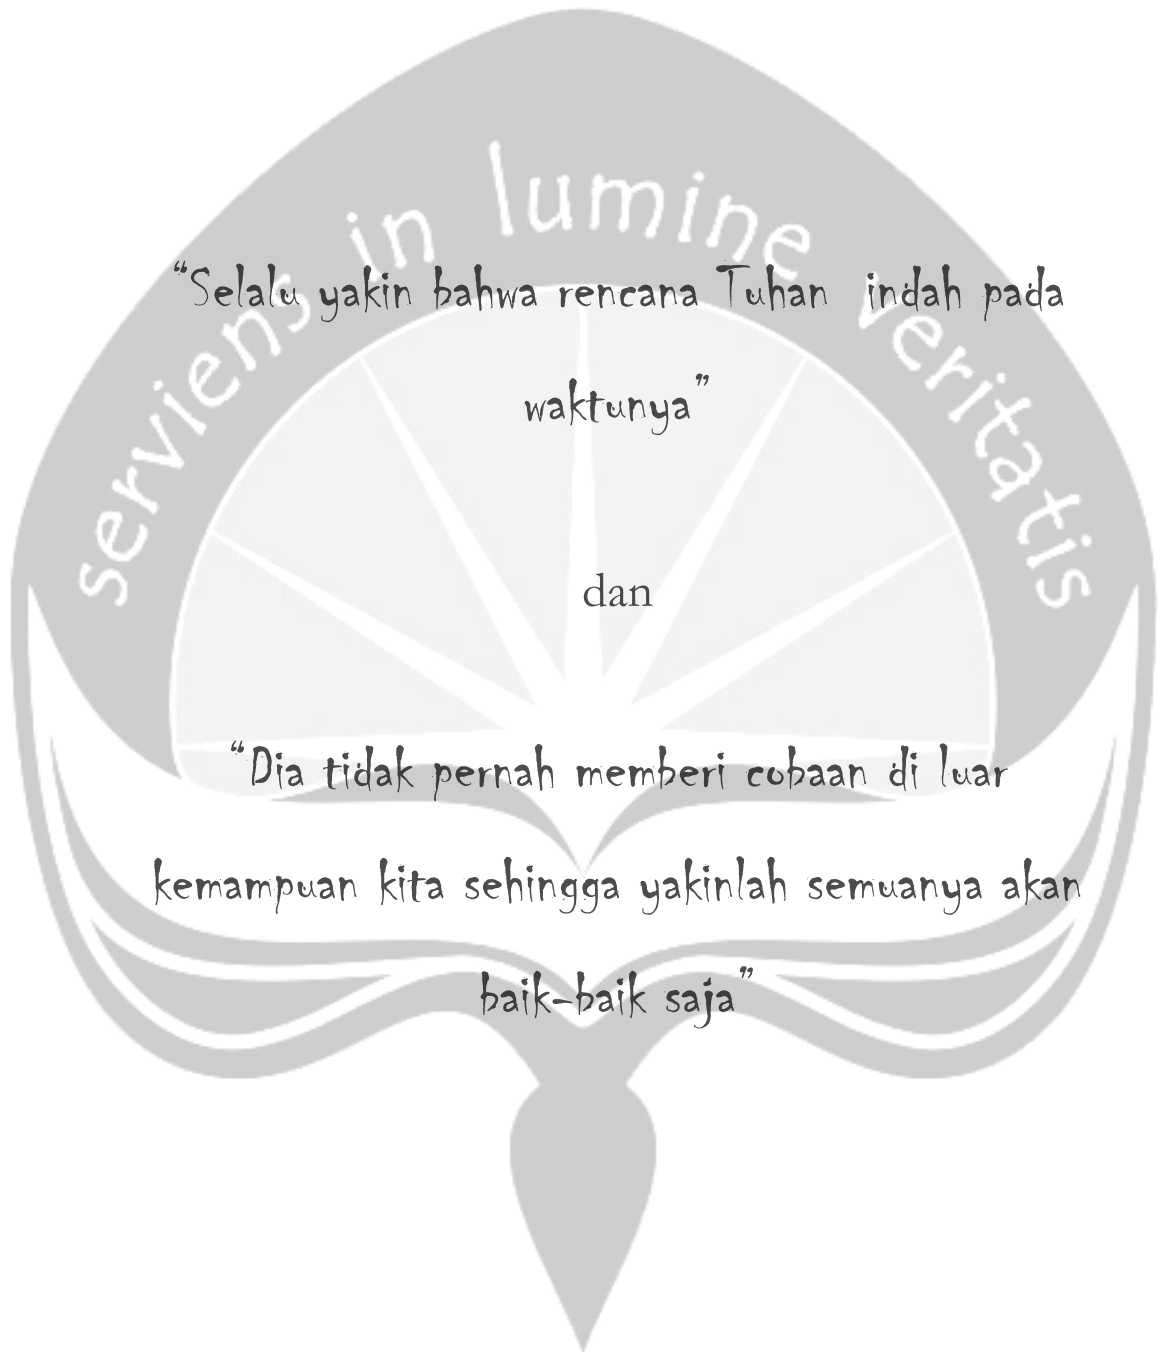 serviens in lumine veritatis
“Selalu yakin bahwa rencana Tuhan  indah pada
waktunya”
dan
“Dia tidak pernah memberi cobaan di luar
kemampuan kita sehingga yakinlah semuanya akan
baik-baik saja”